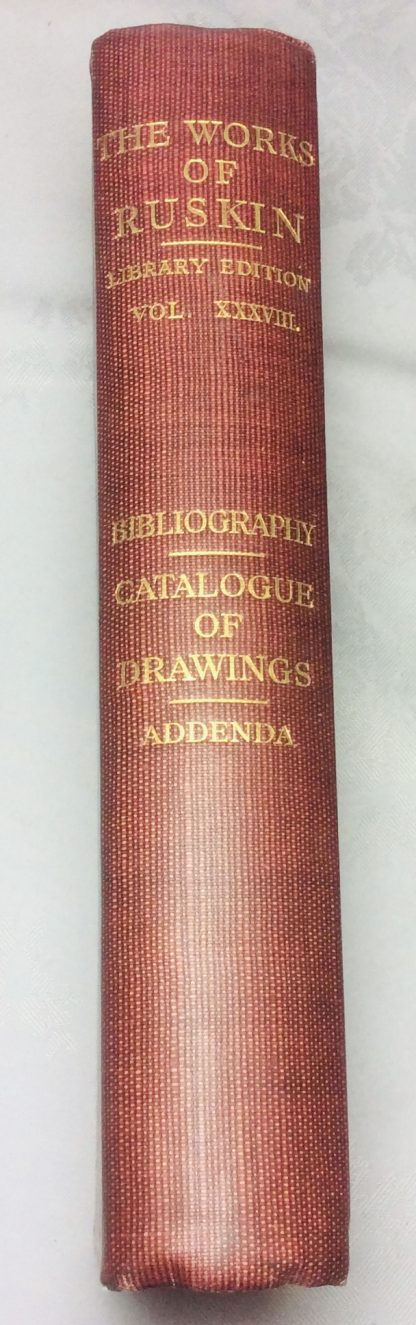 THE WORKS
OF
RUSKIN
LIBRARY EDITION
VOL. XXXVIII.
BIBLIOGRAPHY
CATALOGUE
OF
DRAWINGS
ADDENDA